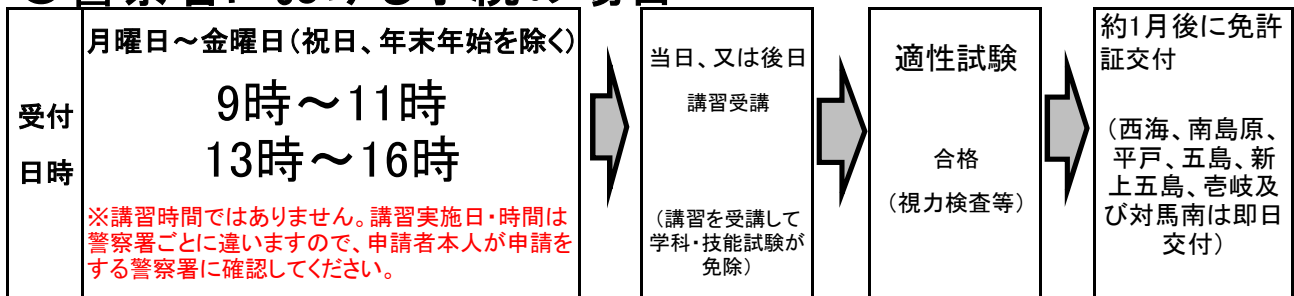 受付
日時
月曜日～金曜日(祝日、年末年始を除く)
9時～11時
13時～16時
※講習時間ではありません。講習実施日・時間は
警察署ごとに違いますので、申請者本人が申請を
する警察署に確認してください。
当日、又は後日
講習受講
（講習を受講して
学科・技能試験が
免除）
適性試験
合格
（視力検査等）
約1月後に免許
証交付
（西海、南島原、
平戸、五島、新
上五島、壱岐及
び対馬南は即日
交付）